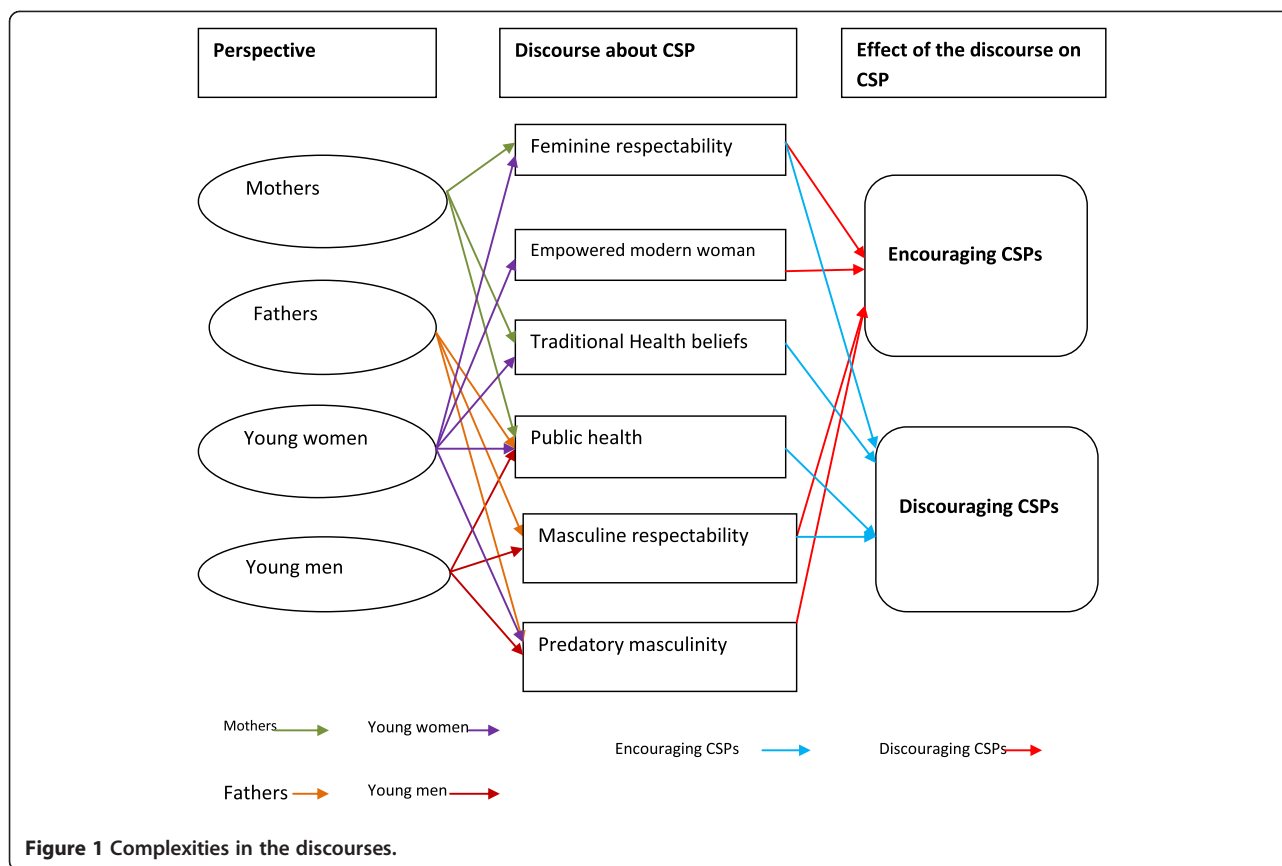 Perspective
Discourse about CSP
Effect of the discourse on
CSP
Mothers
Fathers
Young women
Young men
Feminine respectability
Empowered modern woman
Traditional Health beliefs
Public health
Masculine respectability
Predatory masculinity
Encouraging CSPs
Discouraging CSPs
Mothers
Young women
Encouraging CSPs
Discouraging CSPs
Fathers
Young men
Figure 1 Complexities in the discourses.